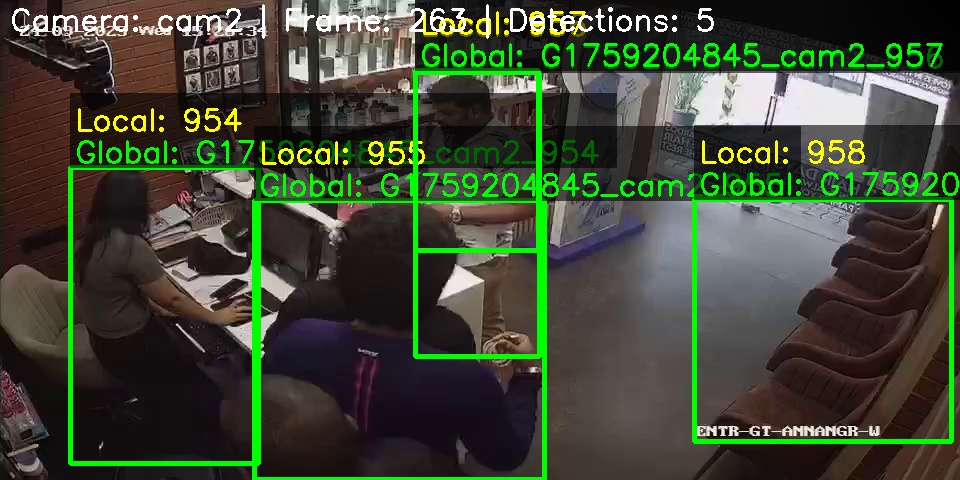 Camera: cam2 | Frame: 263 | Detections: 5
Local: 957
Global: G1759204845_cam2_957
Local: 954
Global: G17 cam2_954
Local: 955
Global: G1759204845_cam2
Local: 958
Global: G175920
ENTR-GT-ANNANGR-W